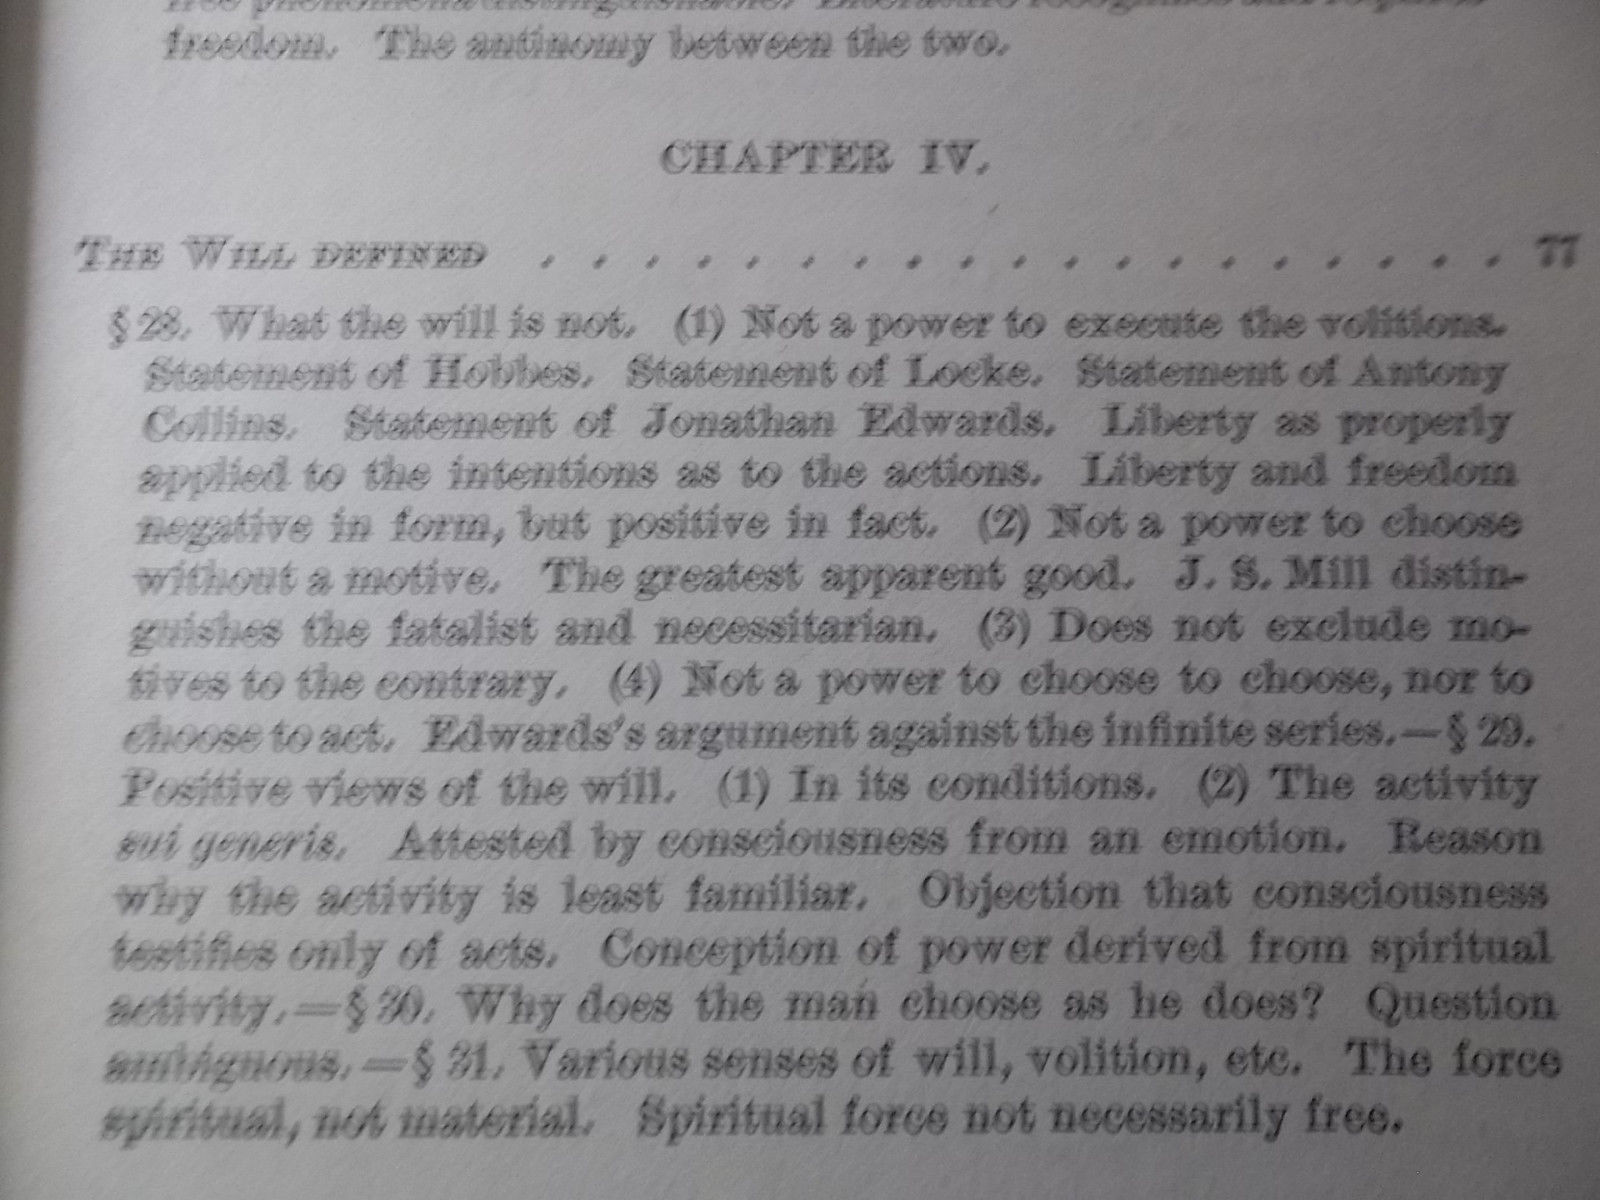 free phenomena distinguishable. Literature recognizes and requires
freedom. The antinomy between the two.
CHAPTER IV.
THE WILL DEFINED . . . . . . . . . . . . . . . . . . . 77
§ 28. What the will is not. (1) Not a power to execute the volitions.
Statement of Hobbes. Statement of Locke. Statement of Antony
Collins. Statement of Jonathan Edwards. Liberty as properly
applied to the intentions as to the actions. Liberty and freedom
negative in form, but positive in fact. (2) Not a power to choose
without a motive. The greatest apparent good. J. S. Mill distin-
guishes the fatalist and necessitarian. (3) Does not exclude mo-
tives to the contrary. (4) Not a power to choose to choose, nor to
choose to act. Edwards's argument against the infinite series.—§ 29.
Positive views of the will. (1) In its conditions. (2) The activity
sui generis. Attested by consciousness from an emotion. Reason
why the activity is least familiar. Objection that consciousness
testifies only of acts. Conception of power derived from spiritual
activity.—§ 30. Why does the man choose as he does? Question
ambiguous.—§ 31. Various senses of will, volition, etc. The force
spiritual, not material. Spiritual force not necessarily free.